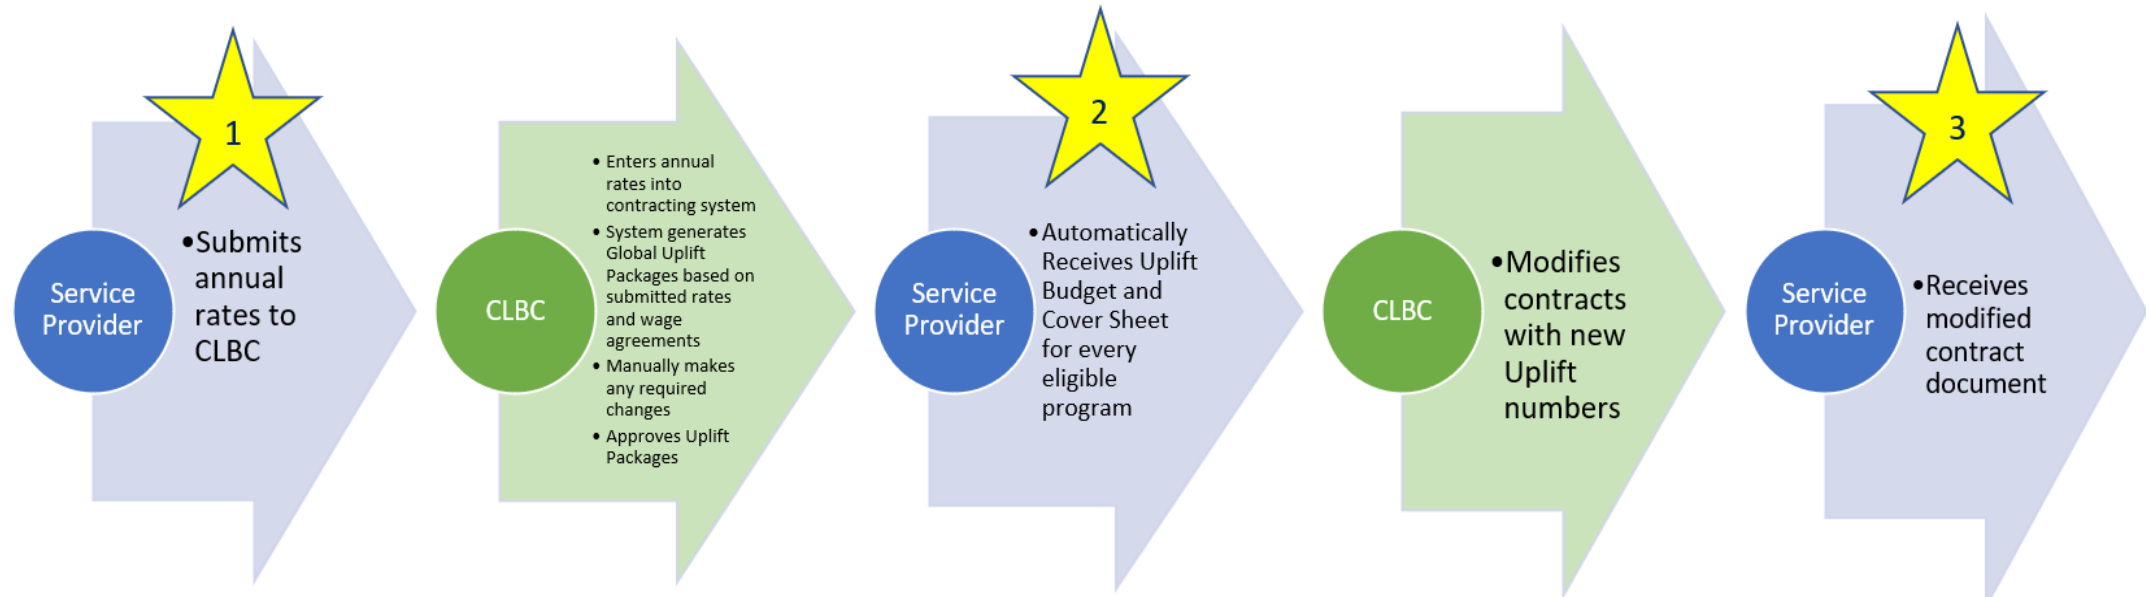 1
Service
Provider
•Submits
annual
rates to
CLBC
CLBC
• Enters annual
rates into
contracting system
• System generates
Global Uplift
Packages based on
submitted rates
and wage
agreements
• Manually makes
any required
changes
• Approves Uplift
Packages
2
Service
Provider
•Automatically
Receives Uplift
Budget and
Cover Sheet
for every
eligible
program
CLBC
•Modifies
contracts
with new
Uplift
numbers
3
Service
Provider
•Receives
modified
contract
document